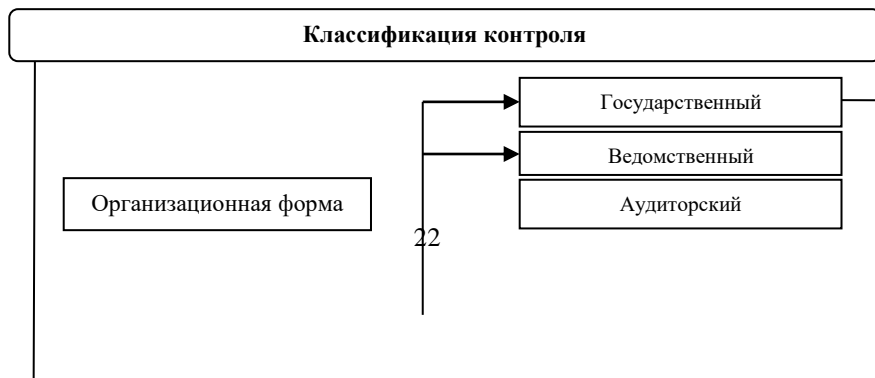 Классификация контроля
Государственный
Ведомственный
Организационная форма
Аудиторский
22